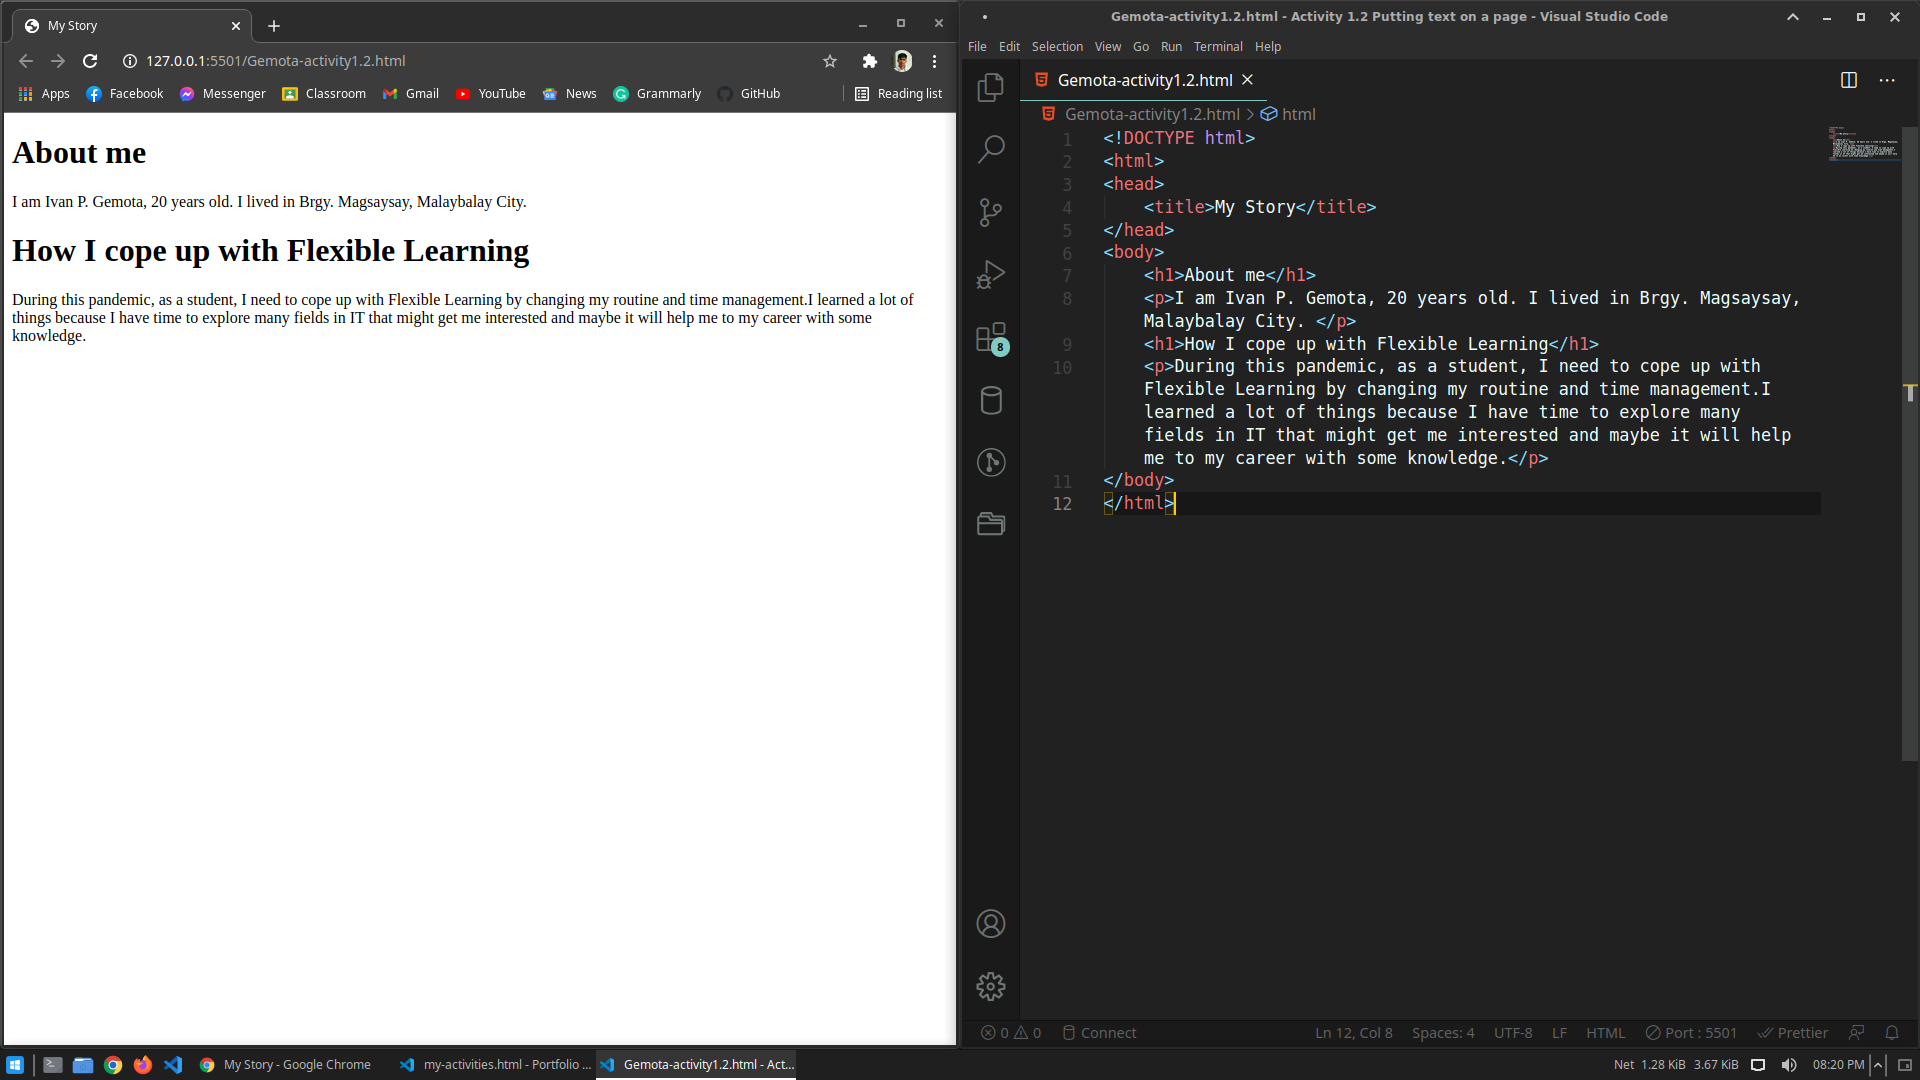 My Story
127.0.0.1:5501/Gemota-activity1.2.html
Apps Facebook Messenger Classroom Gmail YouTube News Grammarly GitHub Reading list
About me
I am Ivan P. Gemota, 20 years old. I lived in Brgy. Magsaysay, Malaybalay City.
How I cope up with Flexible Learning
During this pandemic, as a student, I need to cope up with Flexible Learning by changing my routine and time management.I learned a lot of
things because I have time to explore many fields in IT that might get me interested and maybe it will help me to my career with some
knowledge.
Gemota-activity1.2.html - Activity 1.2 Putting text on a page - Visual Studio Code
File Edit Selection View Go Run Terminal Help
Gemota-activity1.2.html
Gemota-activity1.2.html > html
1 <!DOCTYPE html>
2 <html>
3 <head>
4 <title>My Story</title>
5 </head>
6 <body>
7 <h1>About me</h1>
8 <p>I am Ivan P. Gemota, 20 years old. I lived in Brgy. Magsaysay,
Malaybalay City. </p>
9 <h1>How I cope up with Flexible Learning</h1>
10 <p>During this pandemic, as a student, I need to cope up with
Flexible Learning by changing my routine and time management.I
learned a lot of things because I have time to explore many
fields in IT that might get me interested and maybe it will help
me to my career with some knowledge.</p>
11 </body>
12 </html>
8
0 0 Connect Ln 12, Col 8 Spaces: 4 UTF-8 LF HTML Port : 5501 Prettier
My Story - Google Chrome my-activities.html - Portfolio ... Gemota-activity1.2.html - Act... Net 1.28 KiB 3.67 KiB 08:20 PM